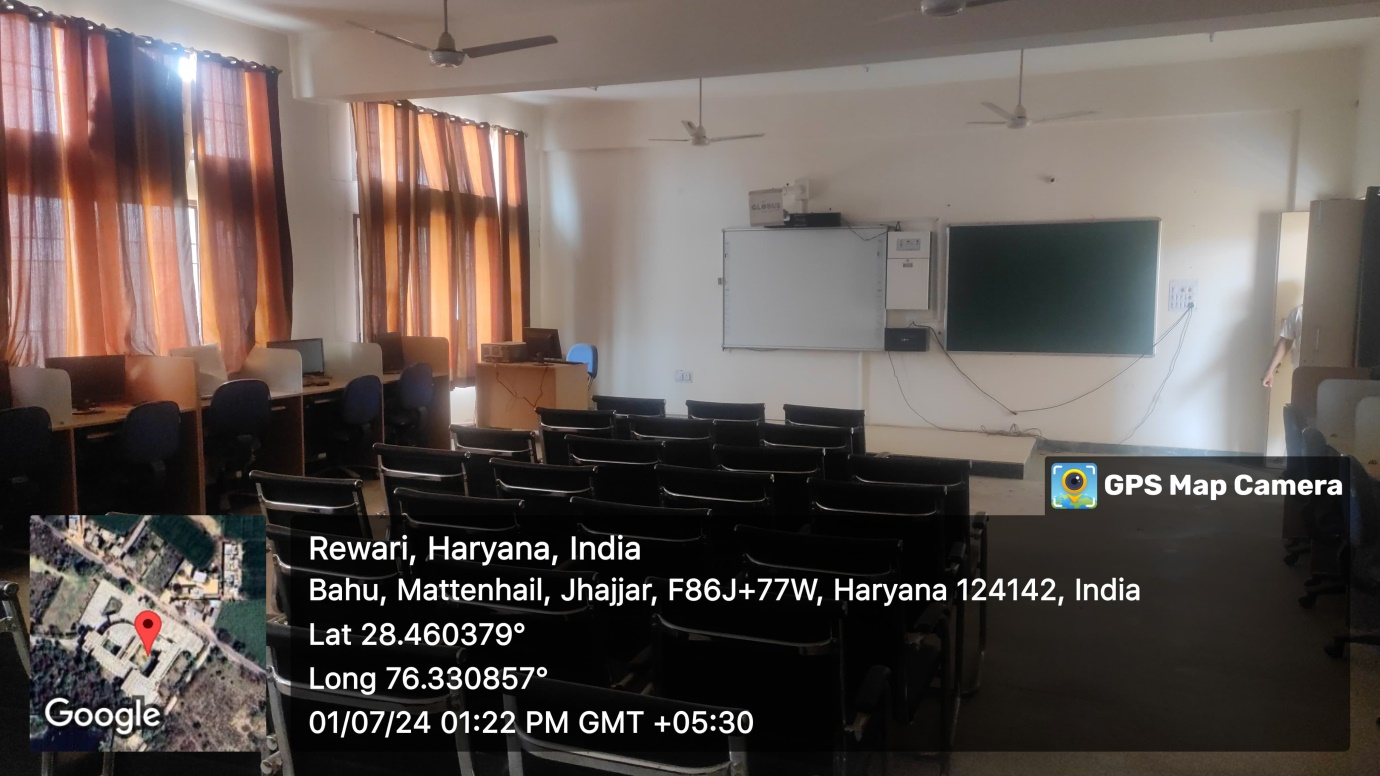 GPS Map Camera
Rewari, Haryana, India
Bahu, Mattenhail, Jhajjar, F86J+77W, Haryana 124142, India
Lat 28.460379°
Long 76.330857°
01/07/24 01:22 PM GMT +05:30
Google